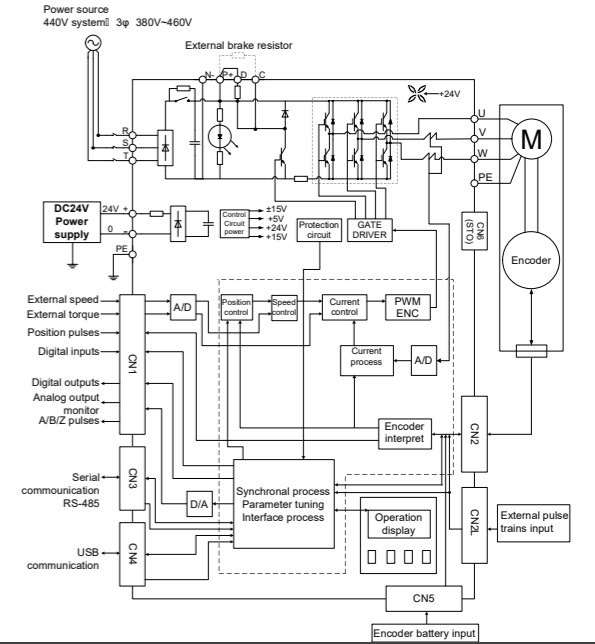 Power source
440V system▯ 3φ 380V~460V
External brake resistor
N- P+ D C
+24V
R
S
T
U
V
W
PE
M
DC24V
Power
supply
24V +
0 -
PE
Control
Circuit
power
±15V
+5V
+24V
+15V
Protection
circuit
GATE
DRIVER
CN6
(STO)
Encoder
External speed
External torque
Position pulses
Digital inputs
Digital outputs
Analog output
monitor
A/B/Z pulses
CN1
A/D
Position
control
Speed
control
Current
control
PWM
ENC
Current
process
A/D
Encoder
interpret
CN2
Serial
communication
RS-485
CN3
D/A
Synchronal process
Parameter tuning
Interface process
Operation
display
CN2L
External pulse
trains input
USB
communication
CN4
CN5
Encoder battery input